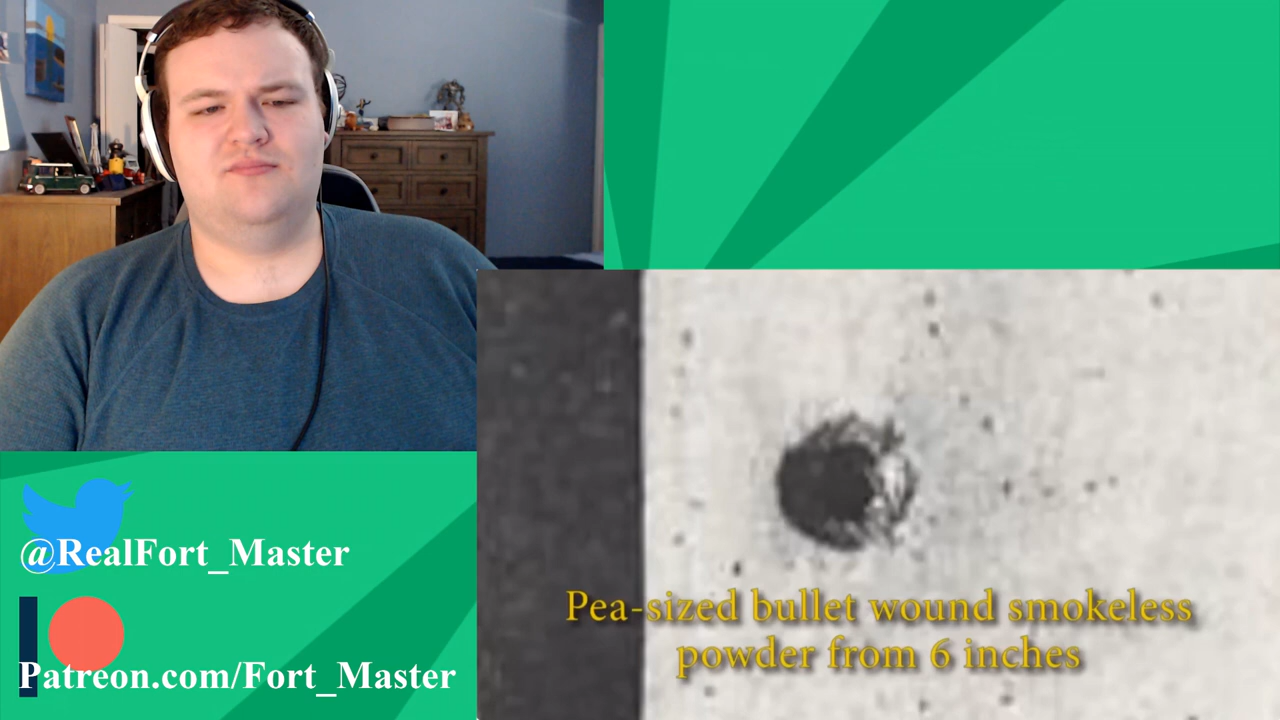 @RealFort_Master
Patreon.com/Fort_Master
Pea-sized bullet wound smokeless
powder from 6 inches